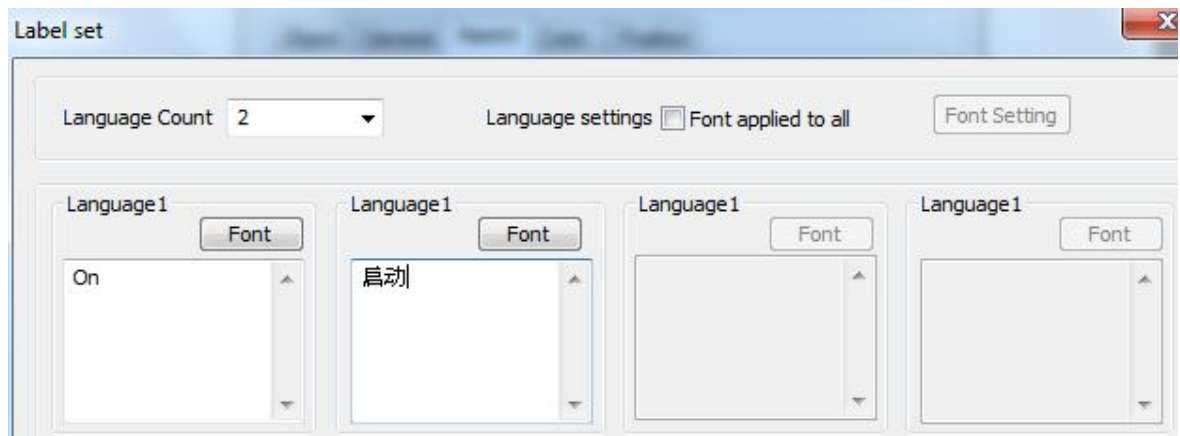 Label set
Language Count 2 Language settings Font applied to all Font Setting
Language1 Language1 Language1 Language1
Font Font Font Font
On 启动